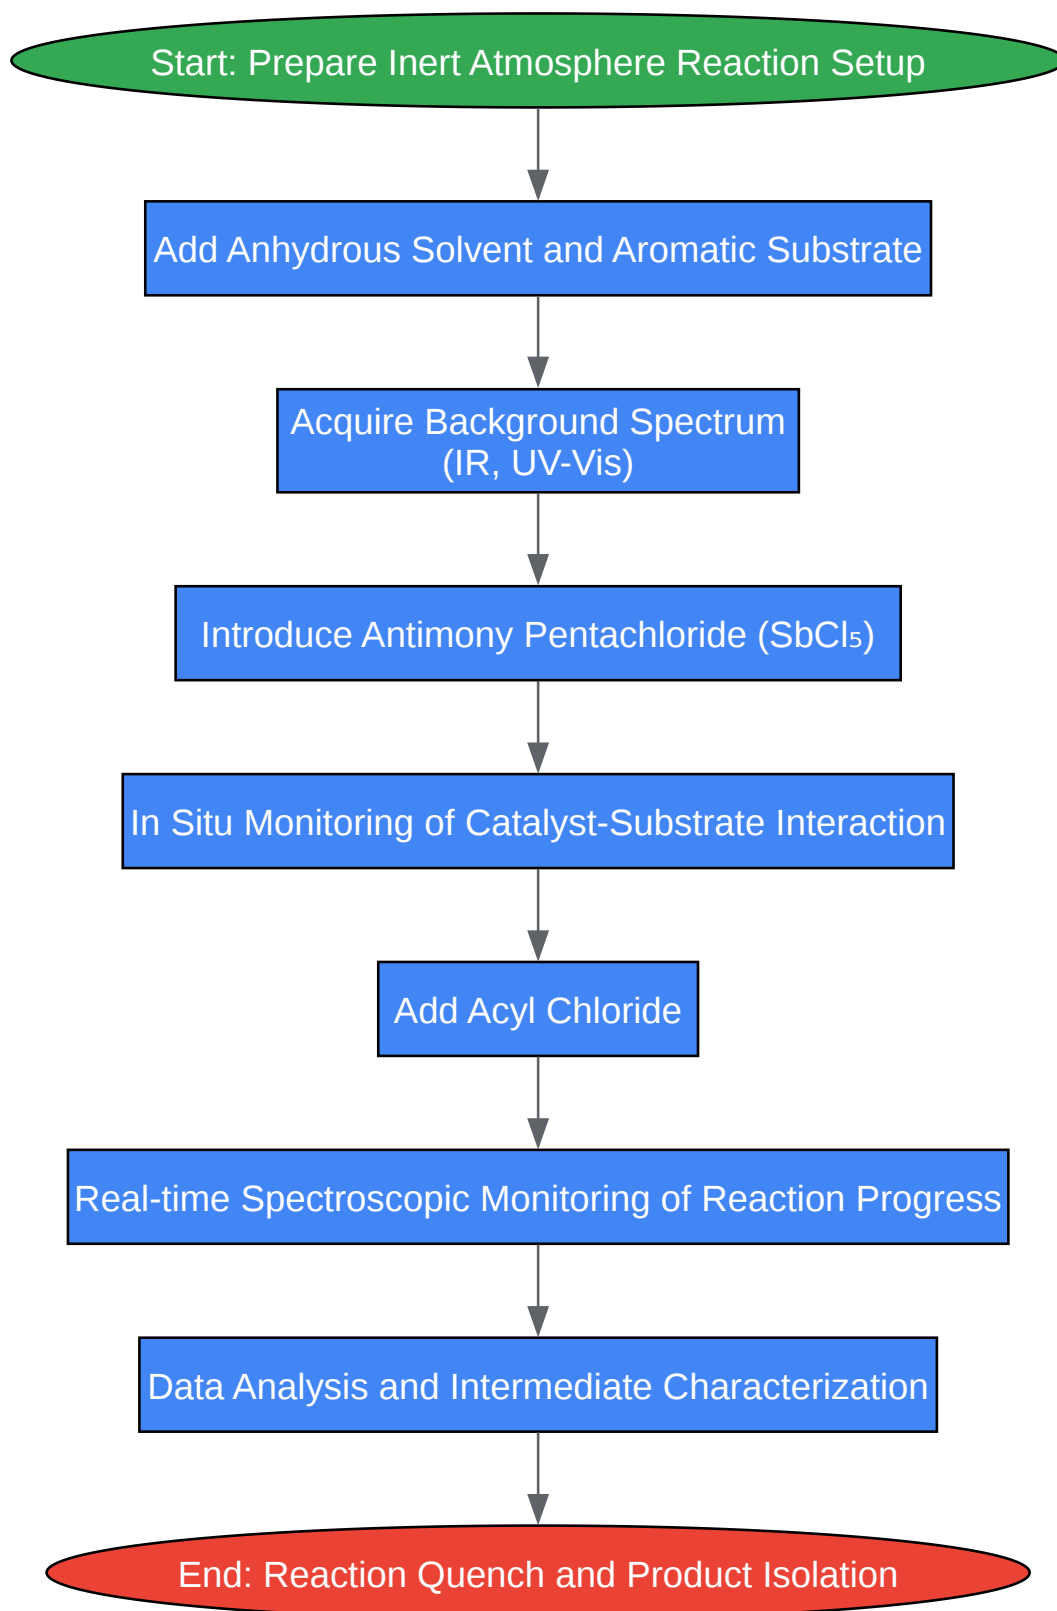 Start: Prepare Inert Atmosphere Reaction Setup
Add Anhydrous Solvent and Aromatic Substrate
Acquire Background Spectrum
(IR, UV-Vis)
Introduce Antimony Pentachloride (SbCl₅)
In Situ Monitoring of Catalyst-Substrate Interaction
Add Acyl Chloride
Real-time Spectroscopic Monitoring of Reaction Progress
Data Analysis and Intermediate Characterization
End: Reaction Quench and Product Isolation